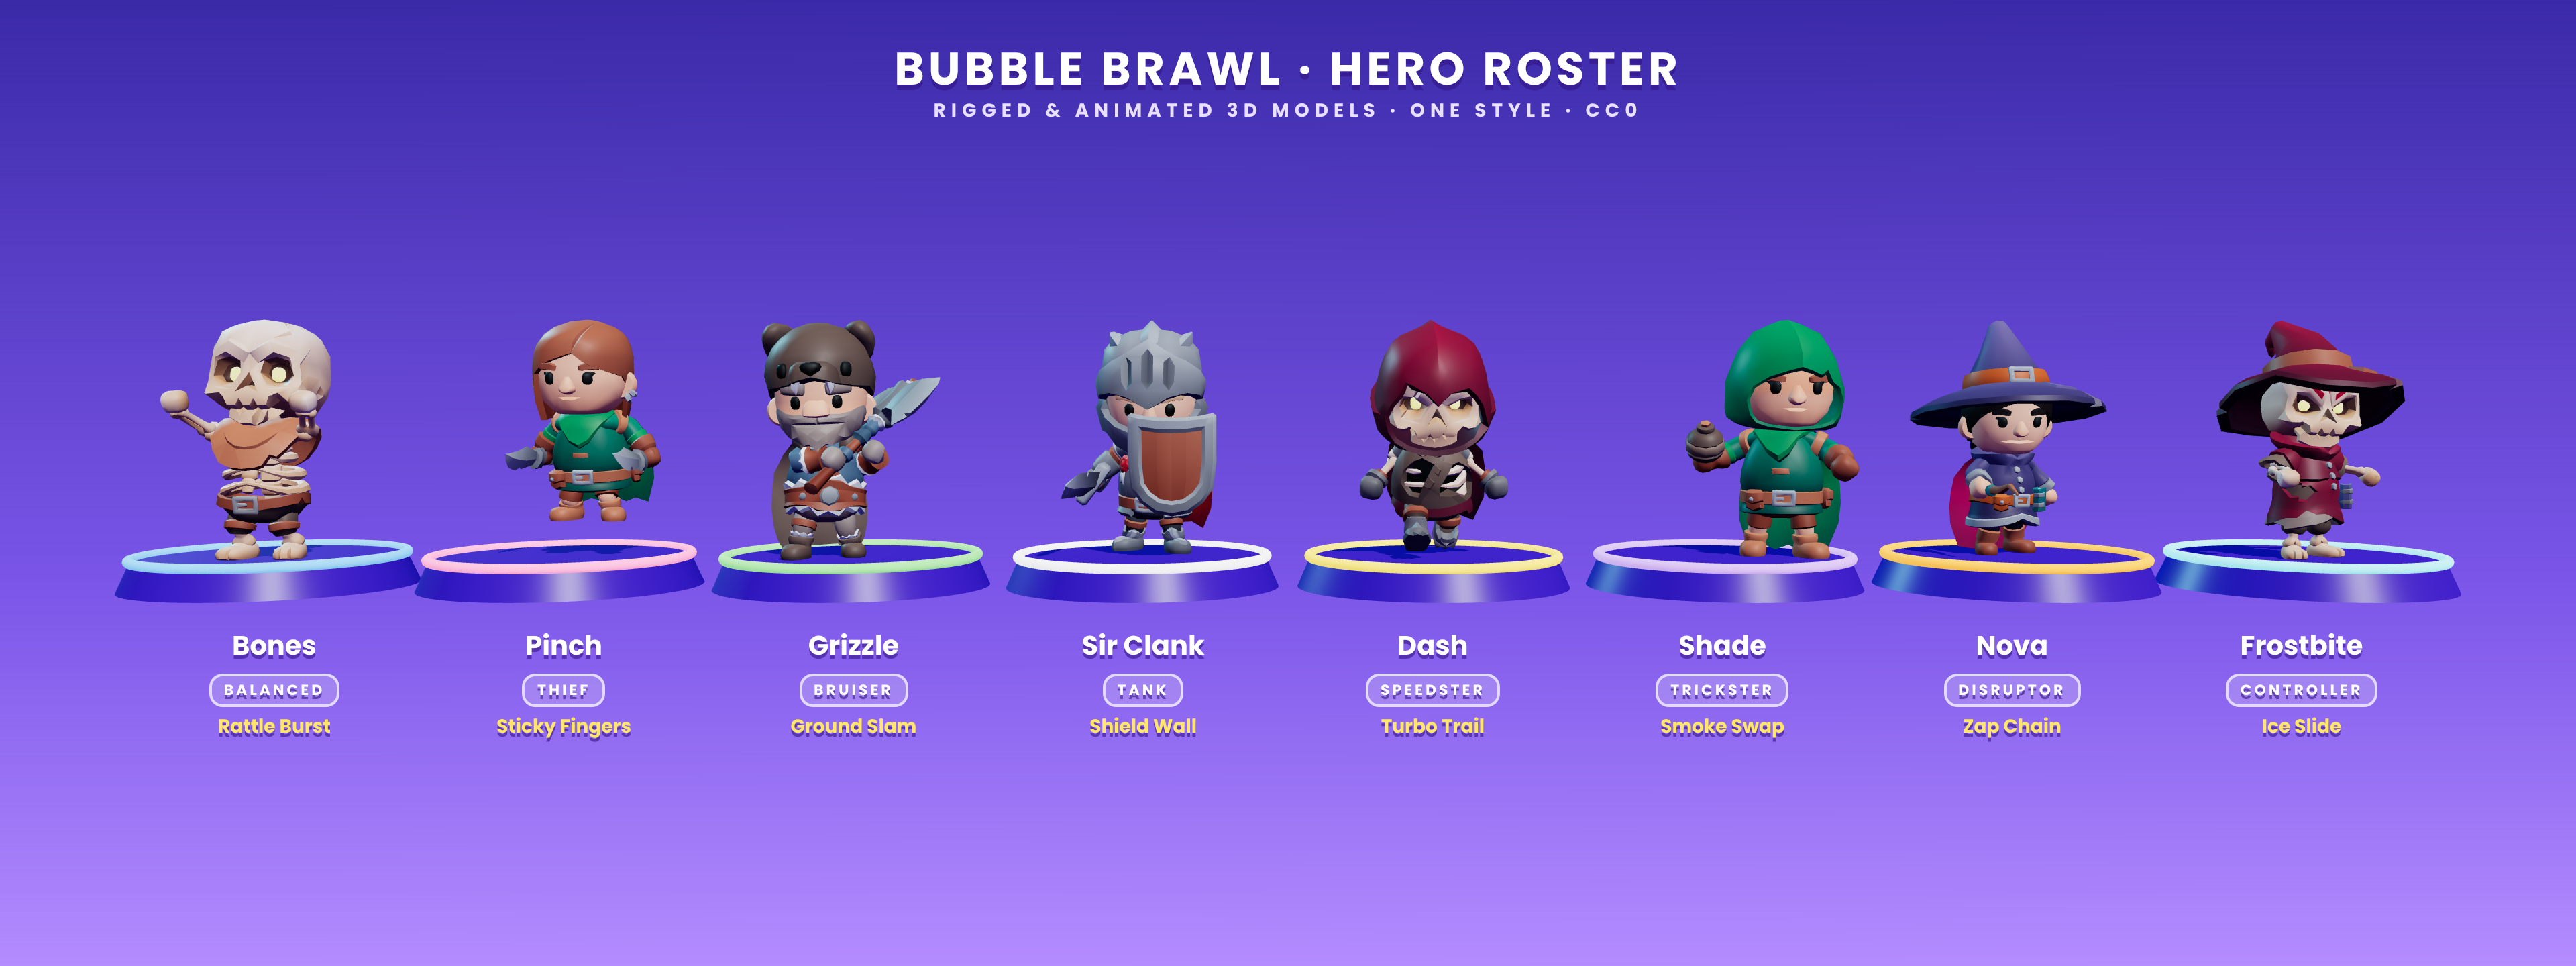 BUBBLE BRAWL · HERO ROSTER
RIGGED & ANIMATED 3D MODELS · ONE STYLE · CC0
Bones
BALANCED
Rattle Burst
Pinch
THIEF
Sticky Fingers
Grizzle
BRUISER
Ground Slam
Sir Clank
TANK
Shield Wall
Dash
SPEEDSTER
Turbo Trail
Shade
TRICKSTER
Smoke Swap
Nova
DISRUPTOR
Zap Chain
Frostbite
CONTROLLER
Ice Slide